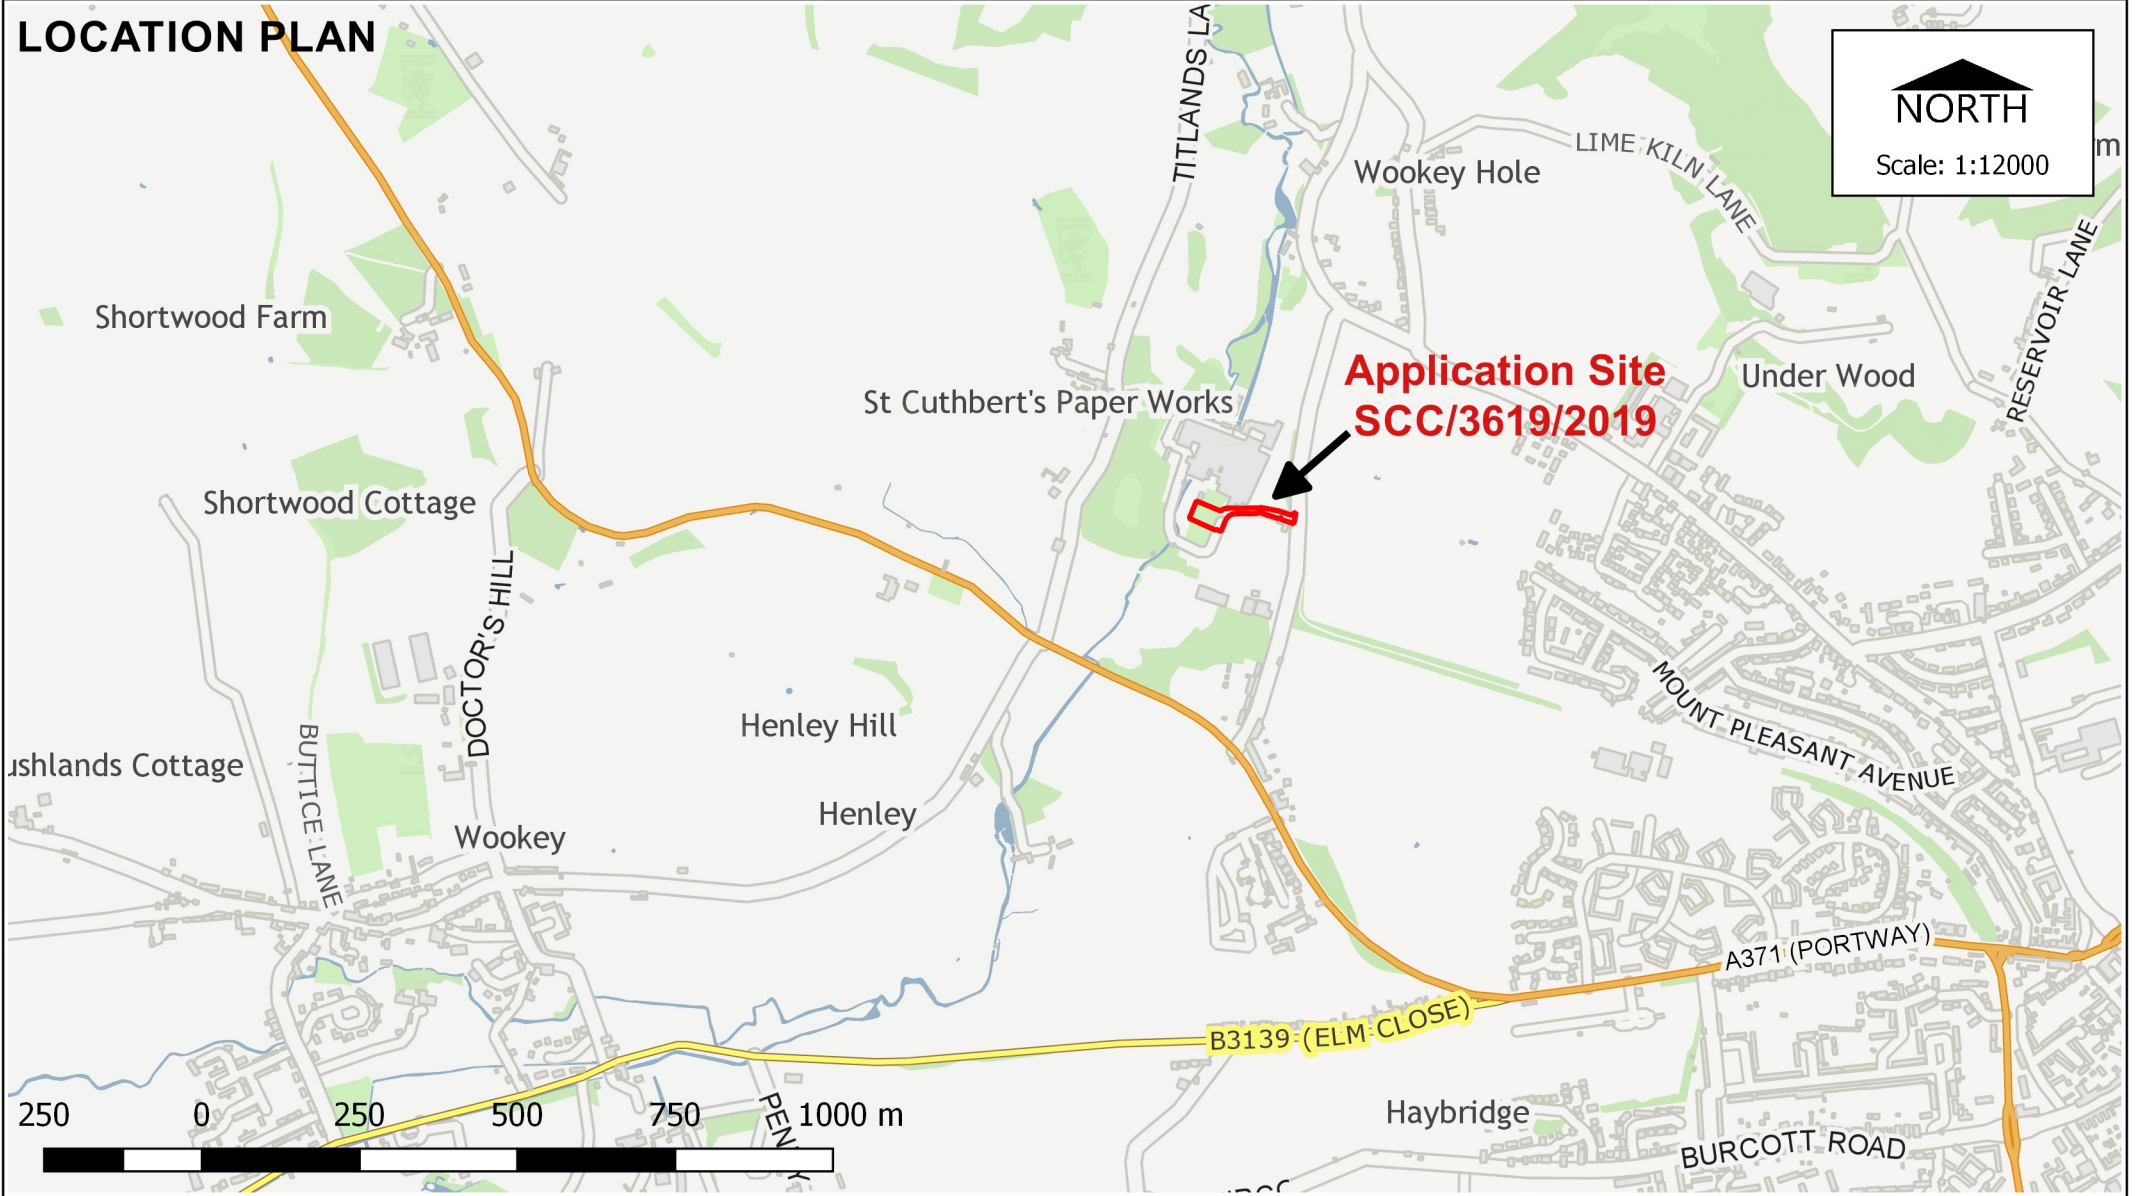 LOCATION PLAN
TITLANDS LA
NORTH
Scale: 1:12000
LIME KILN LANE
Wookey Hole
RESERVOIR LANE
Shortwood Farm
Application Site
SCC/3619/2019
Under Wood
St Cuthbert's Paper Works
Shortwood Cottage
DOCTOR'S HILL
MOUNT PLEASANT AVENUE
Henley Hill
BUTTICE LANE
ushlands Cottage
Henley
Wookey
A371 (PORTWAY)
B3139 (ELM CLOSE)
250 0 250 500 750 1000 m
PENNY
Haybridge
BURCOTT ROAD